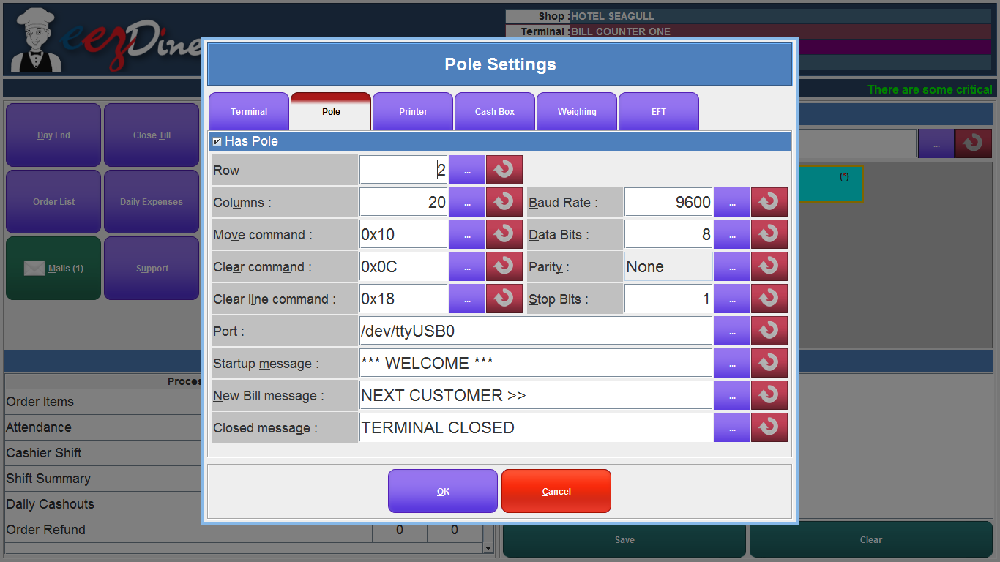 eezDine
Shop : HOTEL SEAGULL
Terminal : BILL COUNTER ONE
There are some critical
Pole Settings
Terminal Pole Printer Cash Box Weighing EFT
Has Pole
Row 2 ...
Columns : 20 ... Baud Rate : 9600 ...
Move command : 0x10 ... Data Bits : 8 ...
Clear command : 0x0C ... Parity : None ...
Clear line command : 0x18 ... Stop Bits : 1 ...
Port : /dev/ttyUSB0 ...
Startup message : *** WELCOME *** ...
New Bill message : NEXT CUSTOMER >> ...
Closed message : TERMINAL CLOSED ...
OK Cancel
Day End Close Till
Order List Daily Expenses
Mails (1) Support
...
(*)
Proces
Order Items
Attendance
Cashier Shift
Shift Summary
Daily Cashouts
Order Refund 0 0
Save Clear